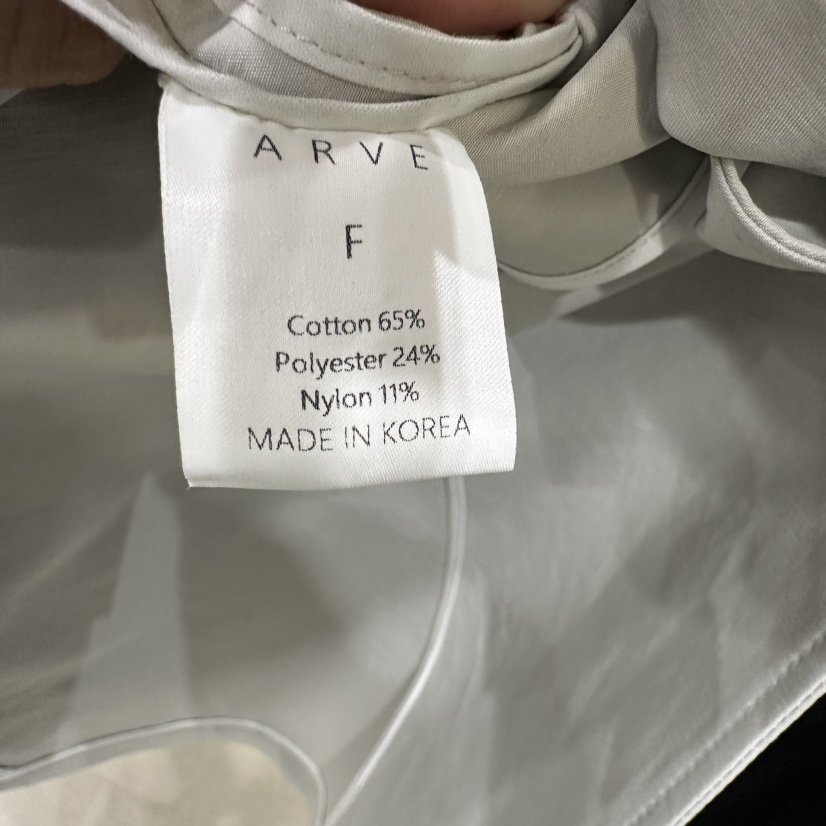 ARVE
F
Cotton 65%
Polyester 24%
Nylon 11%
MADE IN KOREA